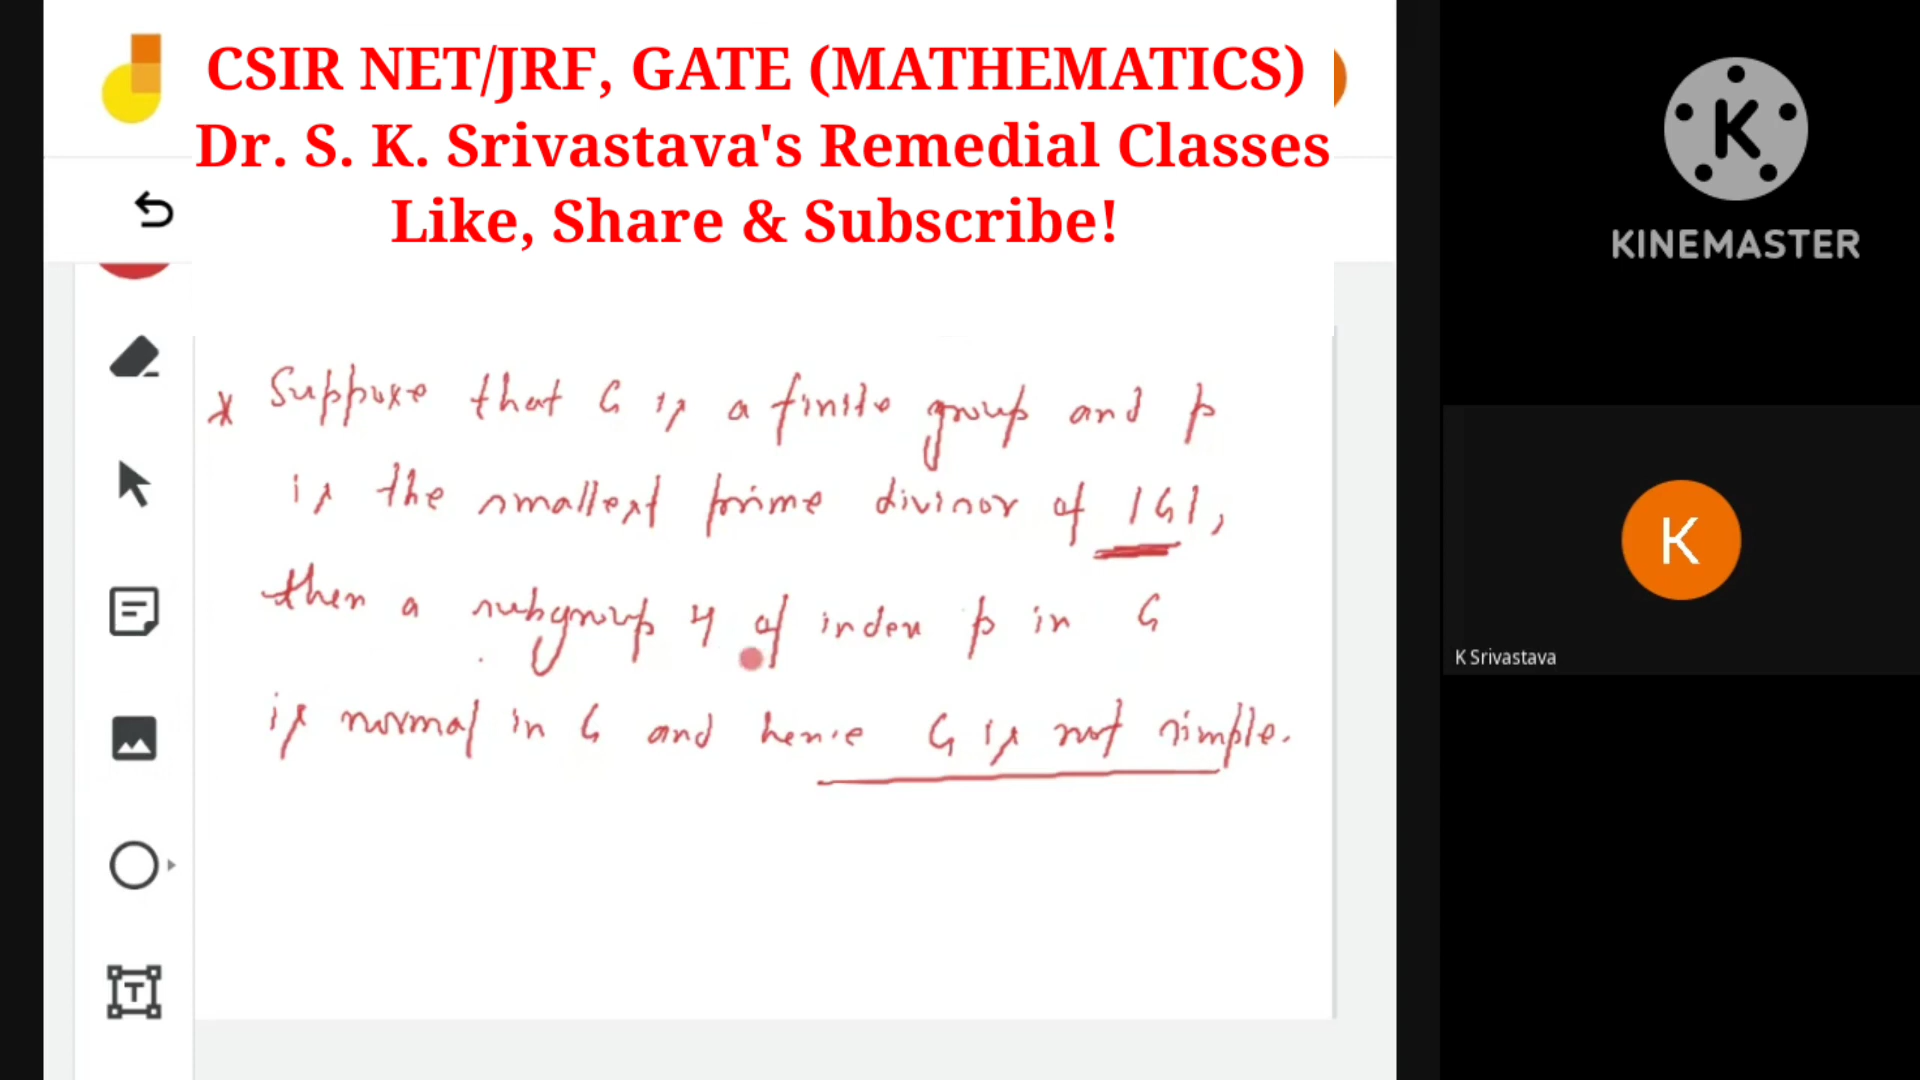 CSIR NET/JRF, GATE (MATHEMATICS)
Dr. S. K. Srivastava's Remedial Classes
Like, Share & Subscribe!
* Suppose that G is a finite group and p
is the smallest prime divisor of |G|,
then a subgroup H of index p in G
is normal in G and hence G is not simple.
K
KINEMASTER
K
K Srivastava
T